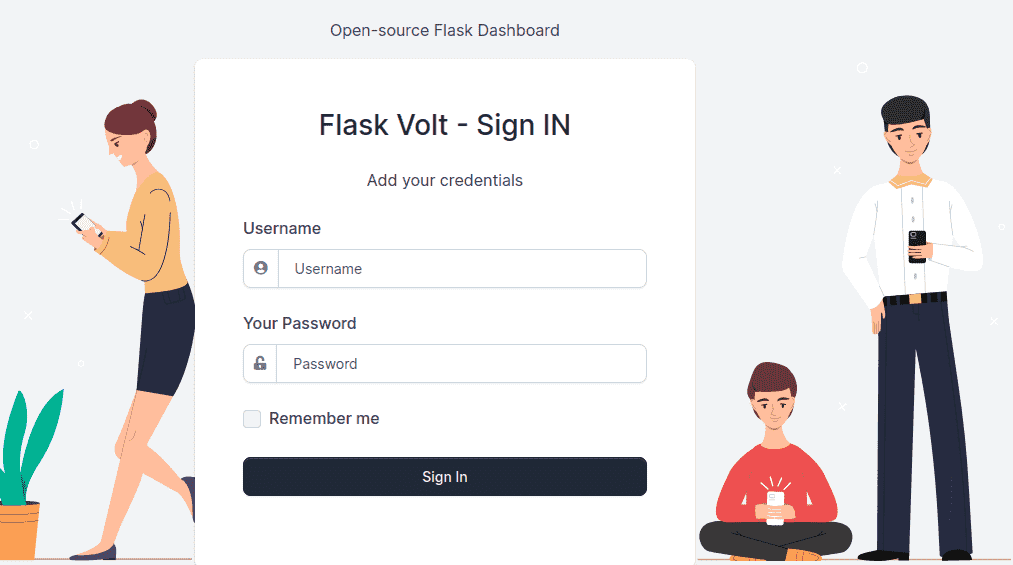 Open-source Flask Dashboard
Flask Volt - Sign IN
Add your credentials
Username
Username
Your Password
Password
Remember me
Sign In